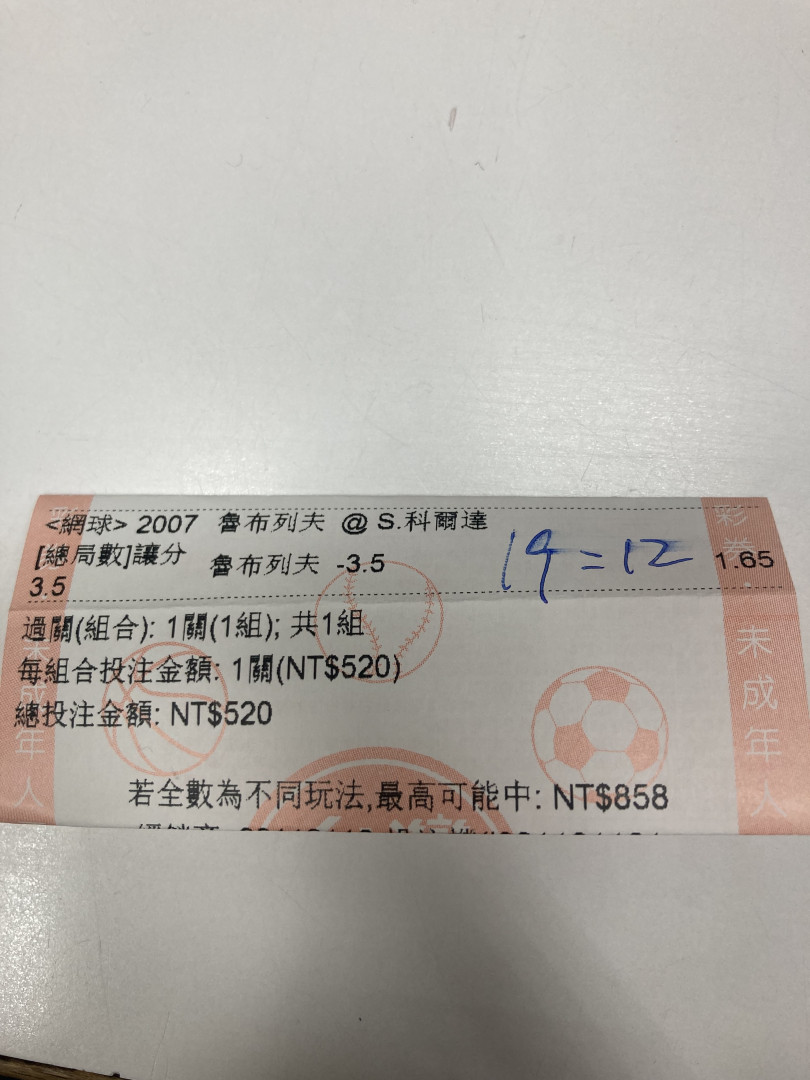 <網球> 2007 魯布列夫 @ S.科爾達
[總局數]讓分 魯布列夫 -3.5 19=12 1.65
3.5
過關(組合): 1關(1組); 共1組
每組合投注金額: 1關(NT$520)
總投注金額: NT$520
若全數為不同玩法,最高可能中: NT$858
彩券
未成年人
未成年人